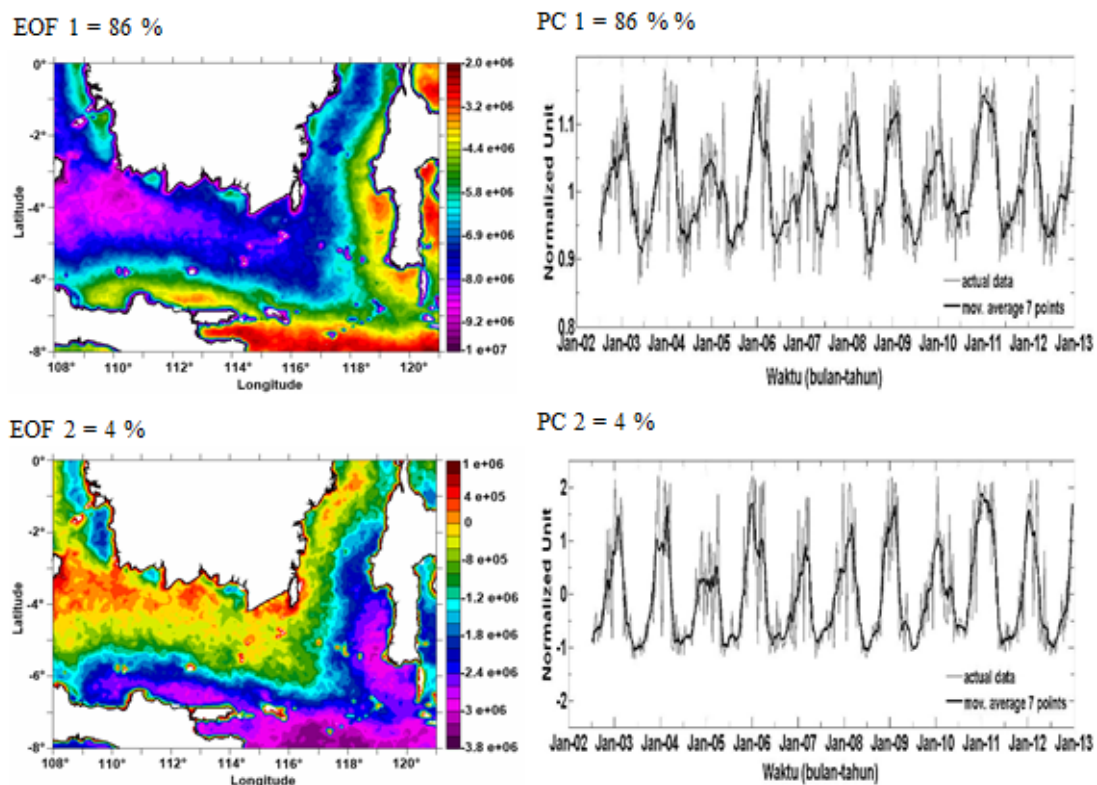 EOF 1 = 86 %
PC 1 = 86 % %
0°
-2°
-4°
-6°
-8°
Latitude
108° 110° 112° 114° 116° 118° 120°
Longitude
2.0 e+06
3.2 e+06
4.4 e+06
5.8 e+06
8.0 e+06
9.2 e+06
1 e+07
Normalized Unit
1.1
1
0.9
0.8
actual data
mov. average 7 points
Jan-02 Jan-03 Jan-04 Jan-05 Jan-06 Jan-07 Jan-08 Jan-09 Jan-10 Jan-11 Jan-12 Jan-13
Waktu (bulan-tahun)
EOF 2 = 4 %
PC 2 = 4 %
0°
-2°
-4°
-6°
-8°
Latitude
108° 110° 112° 114° 116° 118° 120°
Longitude
1 e+06
4 e+05
0
-8 e+05
-1.2 e+06
-1.8 e+06
-2.4 e+06
-3 e+06
-3.8 e+06
Normalized Unit
2
1
0
-1
-2
actual data
mov. average 7 points
Jan-02 Jan-03 Jan-04 Jan-05 Jan-06 Jan-07 Jan-08 Jan-09 Jan-10 Jan-11 Jan-12 Jan-13
Waktu (bulan-tahun)